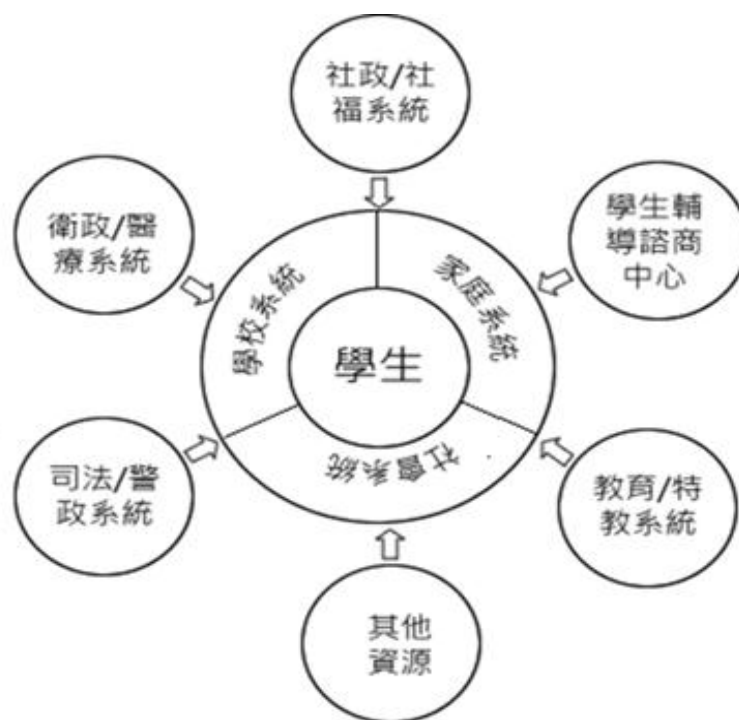 社政/社
福系統
衛政/醫
療系統
學生輔
導諮商
中心
學校系統
家庭系統
學生
社會系統
司法/警
政系統
教育/特
教系統
其他
資源